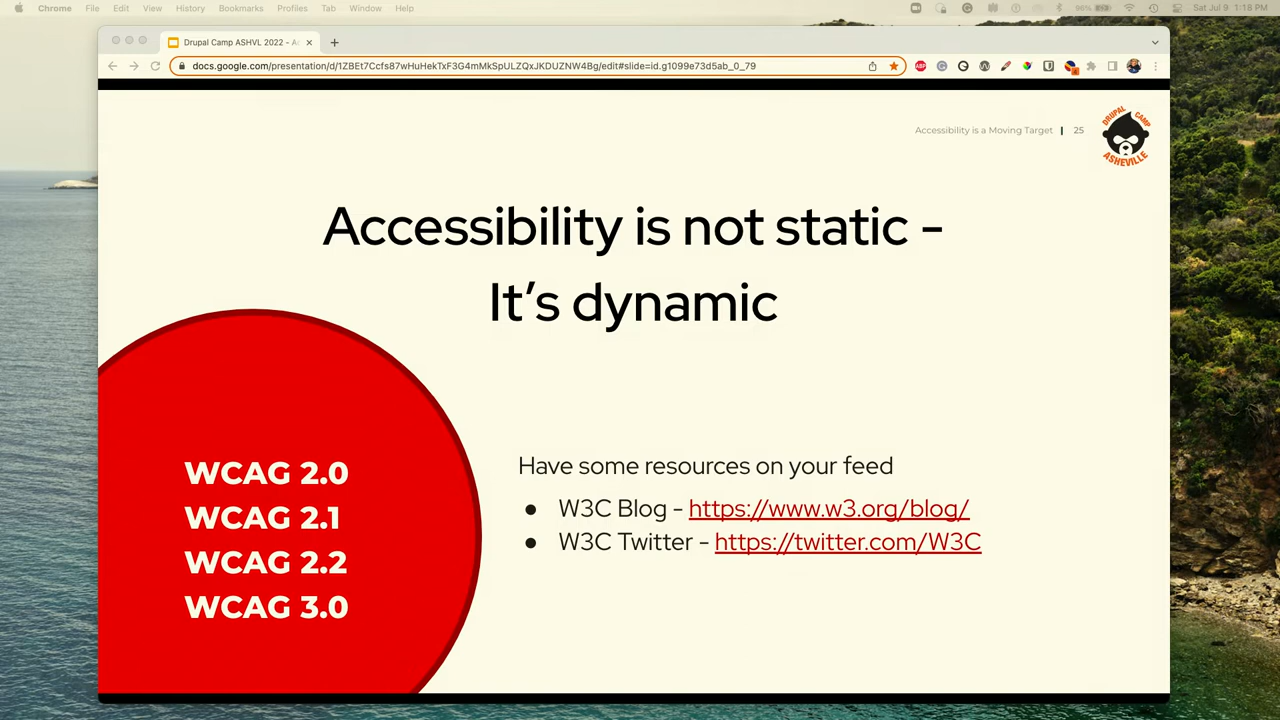 Chrome File Edit View History Bookmarks Profiles Tab Window Help
96% Sat Jul 9 1:18 PM
Drupal Camp ASHVL 2022 - A
docs.google.com/presentation/d/1ZBEt7Ccfs87wHuHekTxF3G4mMkSpULZQxJKDUZNW4Bg/edit#slide=id.g1099e73d5ab_0_79
Accessibility is a Moving Target | 25
DRUPAL CAMP
ASHEVILLE
Accessibility is not static -
It's dynamic
WCAG 2.0
WCAG 2.1
WCAG 2.2
WCAG 3.0
Have some resources on your feed
● W3C Blog - https://www.w3.org/blog/
● W3C Twitter - https://twitter.com/W3C